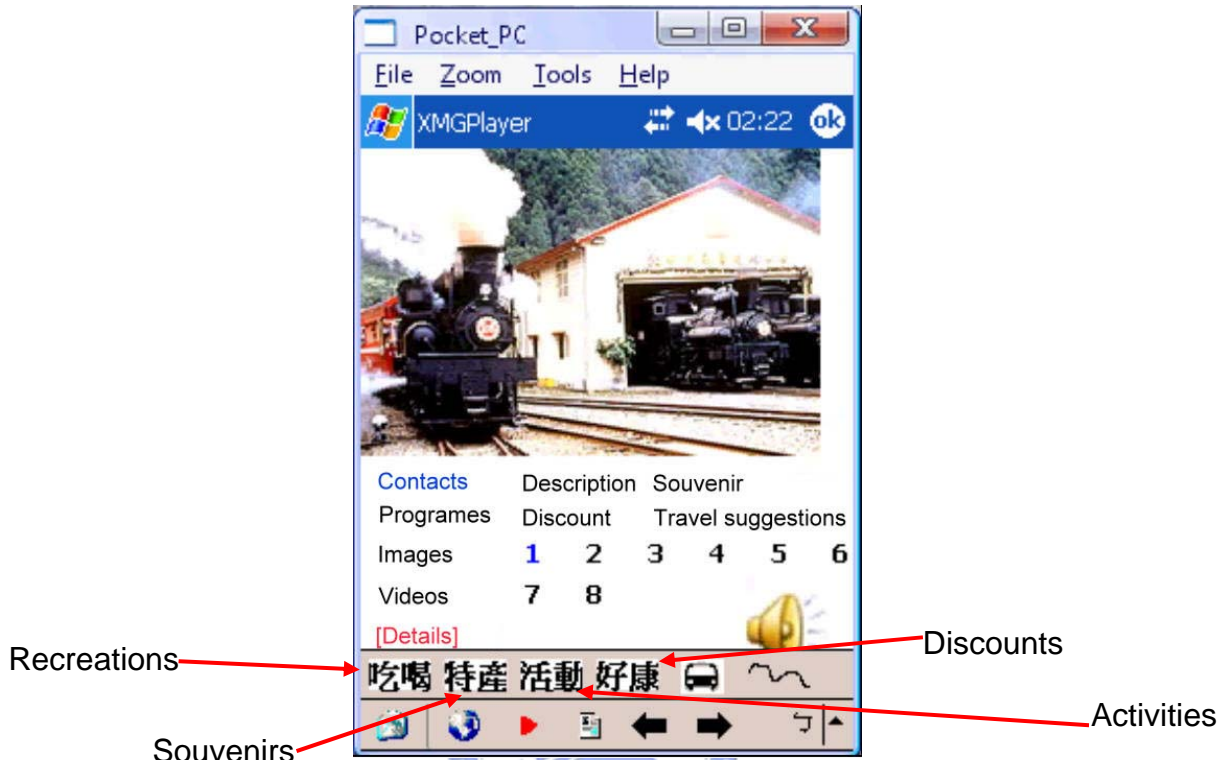 Pocket_PC
File Zoom Tools Help
XMGPlayer 02:22 ok
Contacts Description Souvenir
Programes Discount Travel suggestions
Images 1 2 3 4 5 6
Videos 7 8
[Details]
Recreations
Discounts
吃喝 特產 活動 好康
Activities
ㄅ
Souvenirs